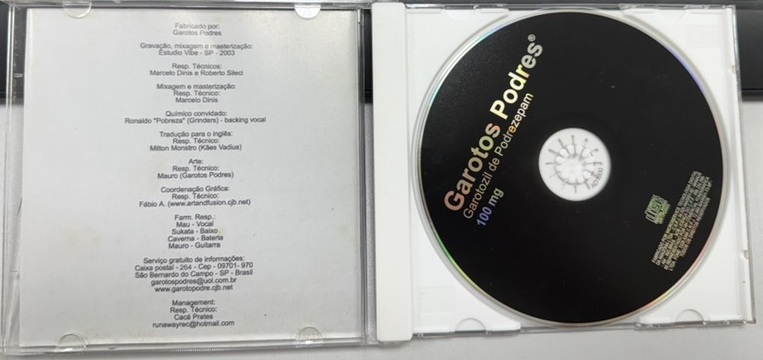 Fabricado por:
Garotos Podres
Gravação, mixagem e masterização:
Estudio Vibe - SP - 2003
Resp. Técnicos:
Marcelo Dinis e Roberto Sileci
Mixagem e masterização:
Resp. Técnico:
Marcelo Dinis
Químico convidado:
Ronaldo "Pobreza" (Grinders) - backing vocal
Tradução para o inglês:
Resp. Técnico:
Milton Monstro (Kães Vadius)
Arte:
Resp. Técnico:
Mauro (Garotos Podres)
Coordenação Gráfica:
Resp. Técnico:
Fábio A. (www.artandfusion.cjb.net)
Farm. Resp.:
Mau - Vocal
Sukata - Baixo
Caverna - Bateria
Mauro - Guitarra
Serviço gratuito de informações:
Caixa postal - 264 - Cep - 09701- 970
São Bernardo do Campo - SP - Brasil
garotospodres@uol.com.br
www.garotopodre.cjb.net
Management:
Resp. Técnico:
Cacá Prates
runawayrec@hotmail.com
Garotos Podres®
Garotozil de Podrezepam
100 mg